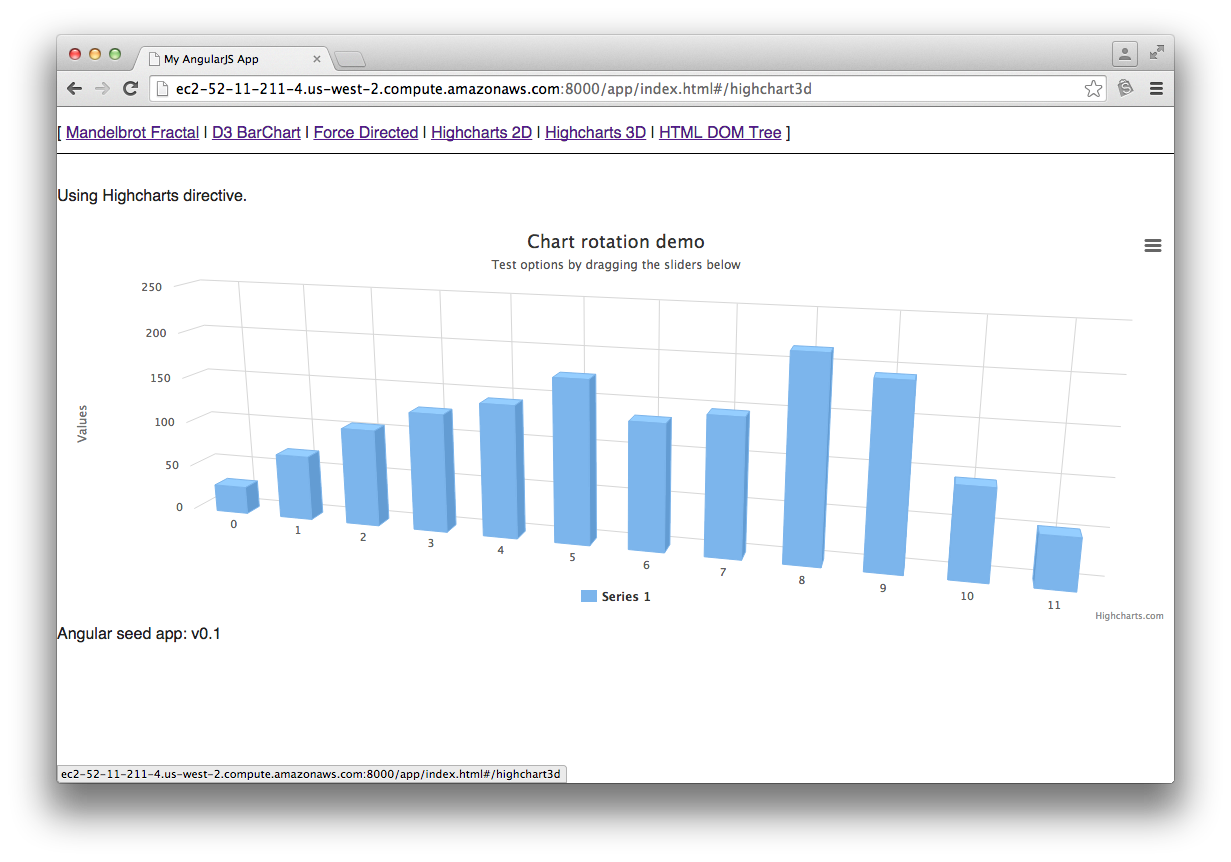 My AngularJS App
ec2-52-11-211-4.us-west-2.compute.amazonaws.com:8000/app/index.html#/highchart3d
[ Mandelbrot Fractal | D3 BarChart | Force Directed | Highcharts 2D | Highcharts 3D | HTML DOM Tree ]
Using Highcharts directive.
Chart rotation demo
Test options by dragging the sliders below
250
200
150
100
50
0
Values
0
1
2
3
4
5
6
7
8
9
10
11
Series 1
Highcharts.com
Angular seed app: v0.1
ec2-52-11-211-4.us-west-2.compute.amazonaws.com:8000/app/index.html#/highchart3d